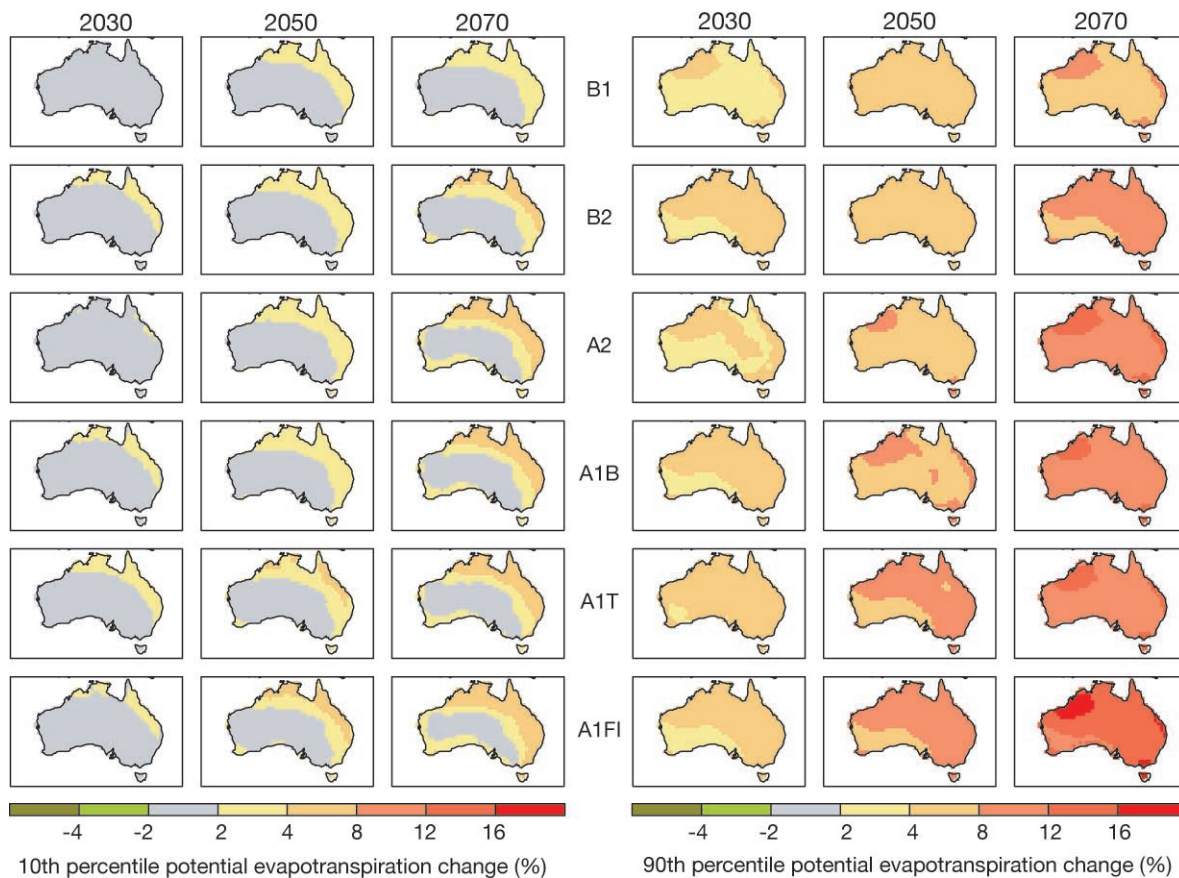 2030 2050 2070 2030 2050 2070
B1
B2
A2
A1B
A1T
A1FI
-4 -2 2 4 8 12 16 -4 -2 2 4 8 12 16
10th percentile potential evapotranspiration change (%) 90th percentile potential evapotranspiration change (%)